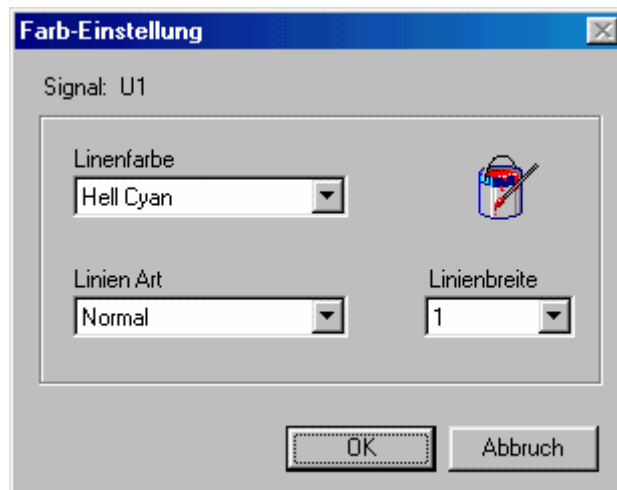 Farb-Einstellung
Signal: U1
Linenfarbe
Hell Cyan
Linien Art
Linienbreite
Normal
1
OK
Abbruch